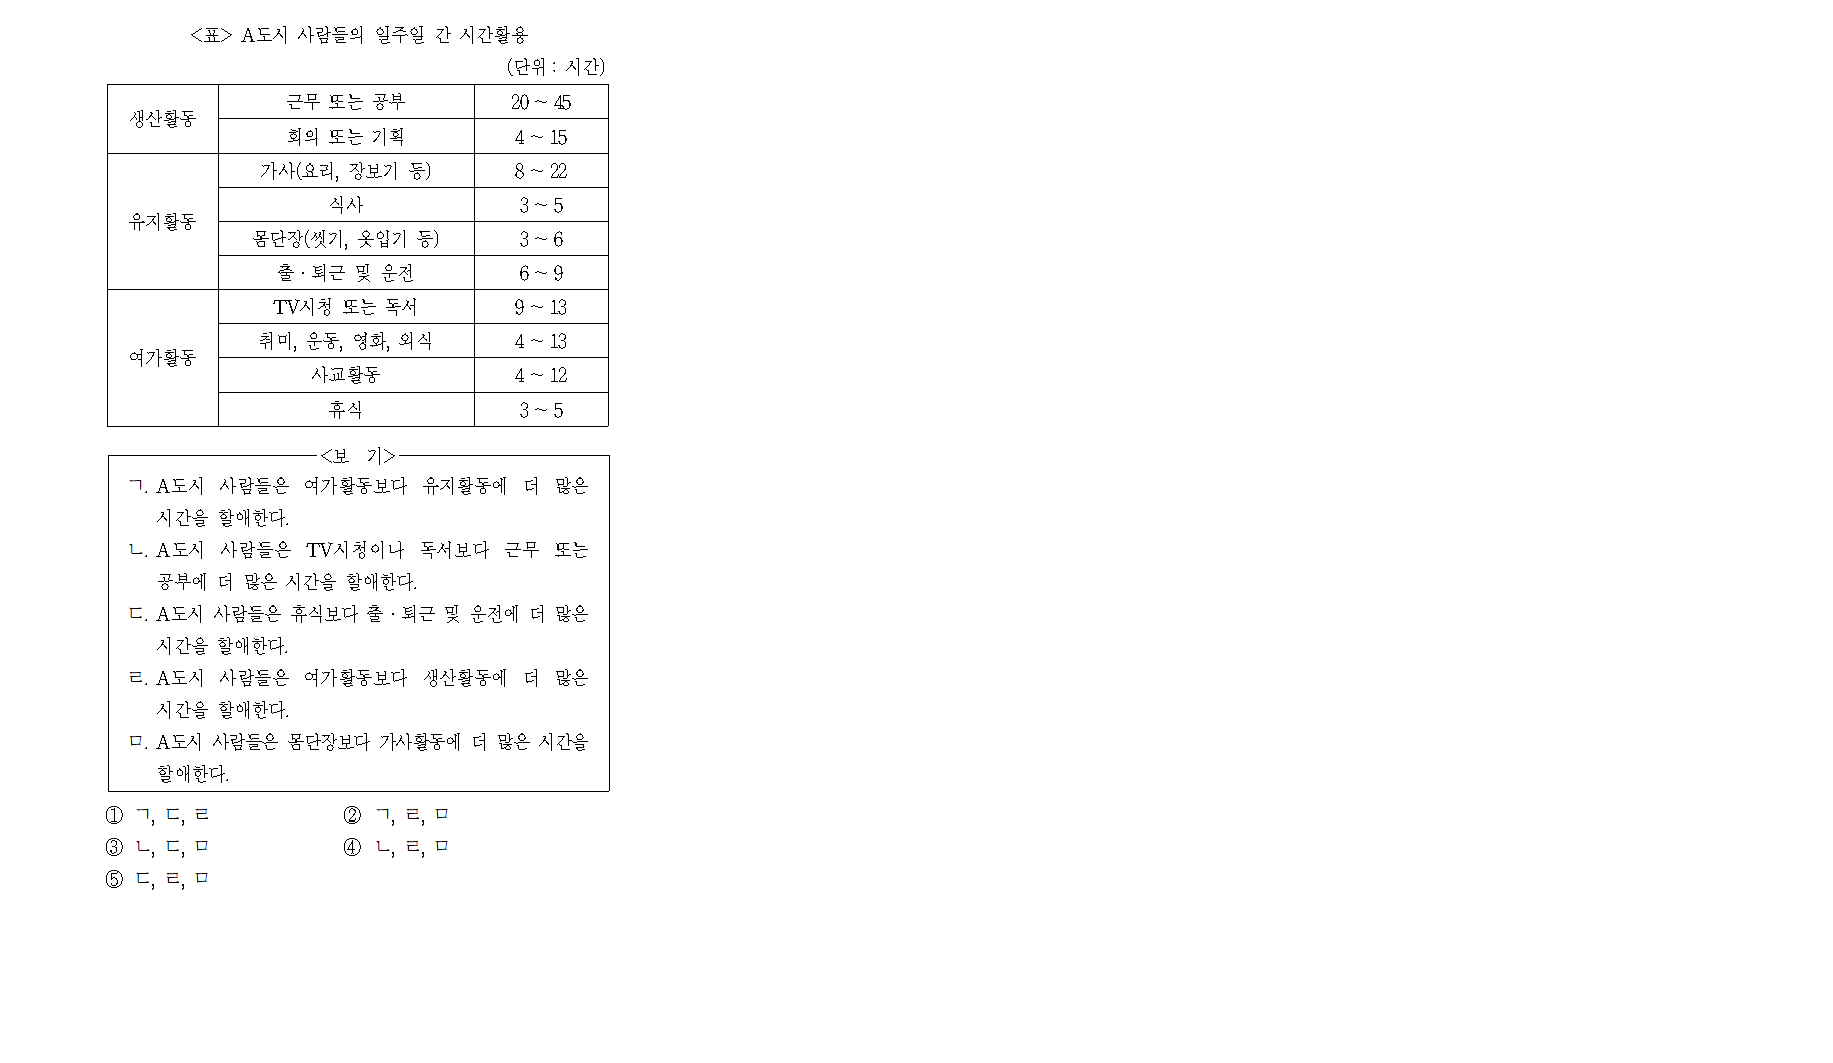 <표> A도시 사람들의 일주일 간 시간활용
(단위 : 시간)
생산활동 근무 또는 공부 20 ~ 45
회의 또는 기획 4 ~ 15
유지활동 가사(요리, 장보기 등) 8 ~ 22
식사 3 ~ 5
몸단장(씻기, 옷입기 등) 3 ~ 6
출 · 퇴근 및 운전 6 ~ 9
여가활동 TV시청 또는 독서 9 ~ 13
취미, 운동, 영화, 외식 4 ~ 13
사교활동 4 ~ 12
휴식 3 ~ 5
<보 기>
ㄱ. A도시 사람들은 여가활동보다 유지활동에 더 많은
시간을 할애한다.
ㄴ. A도시 사람들은 TV시청이나 독서보다 근무 또는
공부에 더 많은 시간을 할애한다.
ㄷ. A도시 사람들은 휴식보다 출 · 퇴근 및 운전에 더 많은
시간을 할애한다.
ㄹ. A도시 사람들은 여가활동보다 생산활동에 더 많은
시간을 할애한다.
ㅁ. A도시 사람들은 몸단장보다 가사활동에 더 많은 시간을
할애한다.
① ㄱ, ㄷ, ㄹ ② ㄱ, ㄹ, ㅁ
③ ㄴ, ㄷ, ㅁ ④ ㄴ, ㄹ, ㅁ
⑤ ㄷ, ㄹ, ㅁ